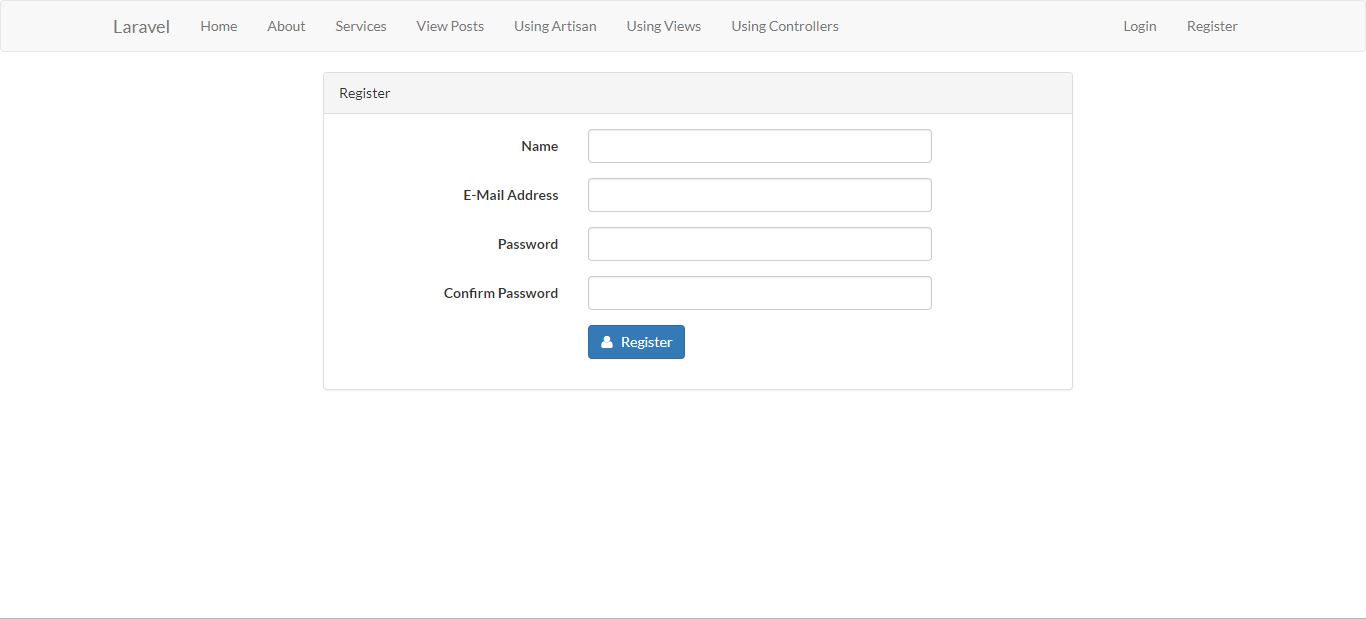 Laravel Home About Services View Posts Using Artisan Using Views Using Controllers Login Register
Register
Name
E-Mail Address
Password
Confirm Password
Register